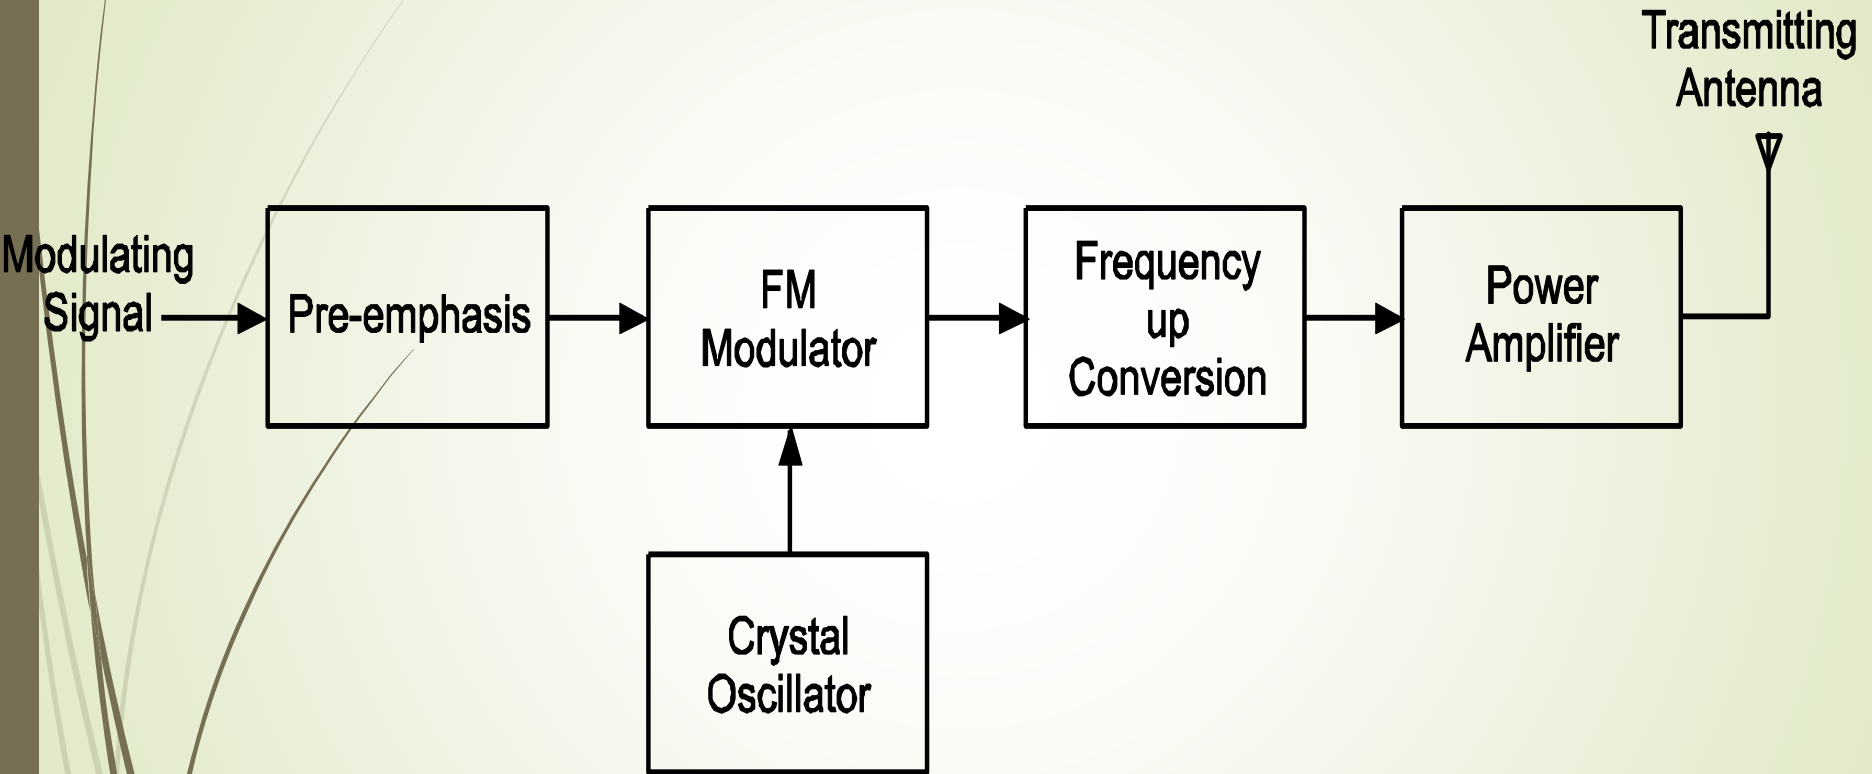 Transmitting
Antenna
Modulating
Signal
Pre-emphasis
FM
Modulator
Frequency
up
Conversion
Power
Amplifier
Crystal
Oscillator